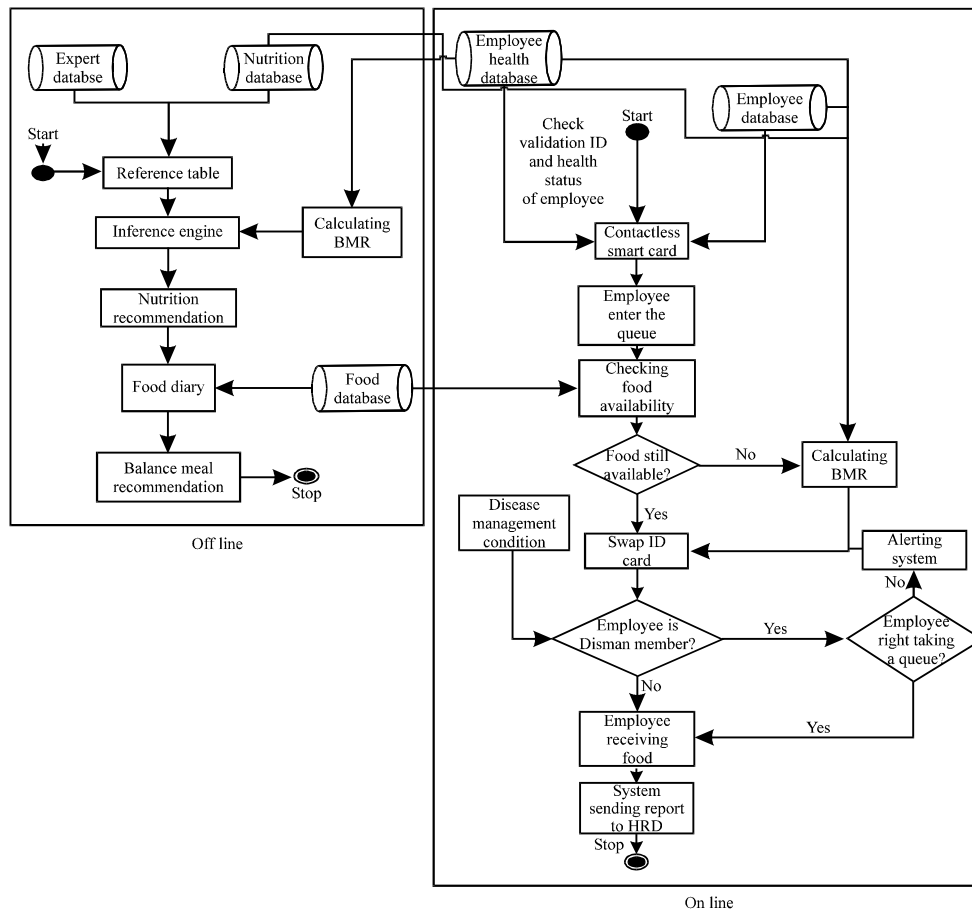 Expert
databse
Nutrition
database
Start
Reference table
Inference engine
Calculating
BMR
Nutrition
recommendation
Food diary
Food
database
Balance meal
recommendation
Stop
Off line
Employee
health
database
Employee
database
Check
validation ID
and health
status
of employee
Start
Contactless
smart card
Employee
enter the
queue
Checking
food
availability
Food still
available?
No
Calculating
BMR
Yes
Disease
management
condition
Swap ID
card
Alerting
system
No
Employee is
Disman member?
Yes
Employee
right taking
a queue?
No
Employee
receiving
food
Yes
System
sending report
to HRD
Stop
On line